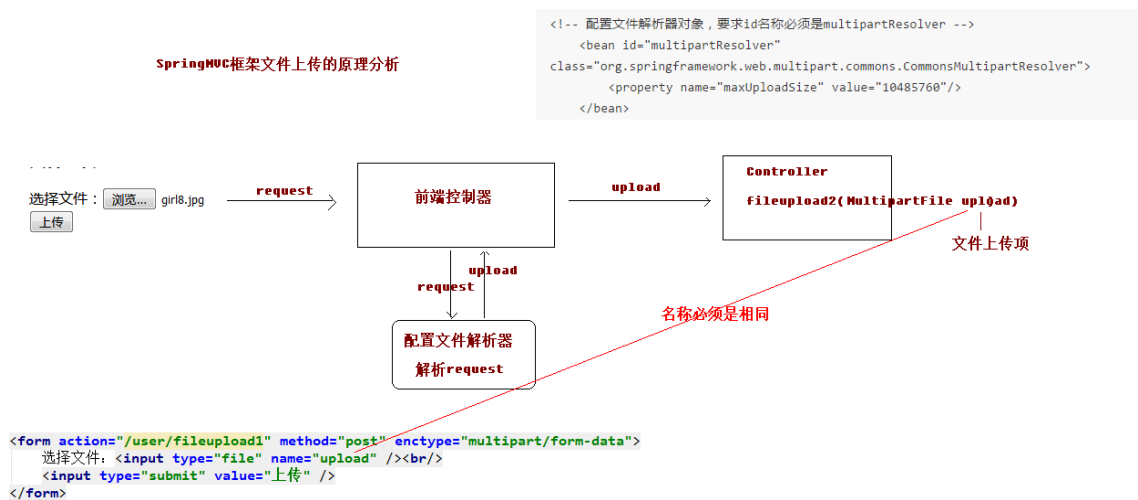 <!-- 配置文件解析器对象，要求id名称必须是multipartResolver -->
<bean id="multipartResolver"
class="org.springframework.web.multipart.commons.CommonsMultipartResolver">
<property name="maxUploadSize" value="10485760"/>
</bean>
SpringMVC框架文件上传的原理分析
选择文件：浏览... girl8.jpg
上传
request
前端控制器
upload
Controller
fileupload2(MultipartFile upload)
文件上传项
upload
request
配置文件解析器
解析request
名称必须是相同
<form action="/user/fileupload1" method="post" enctype="multipart/form-data">
选择文件：<input type="file" name="upload" /><br/>
<input type="submit" value="上传" />
</form>